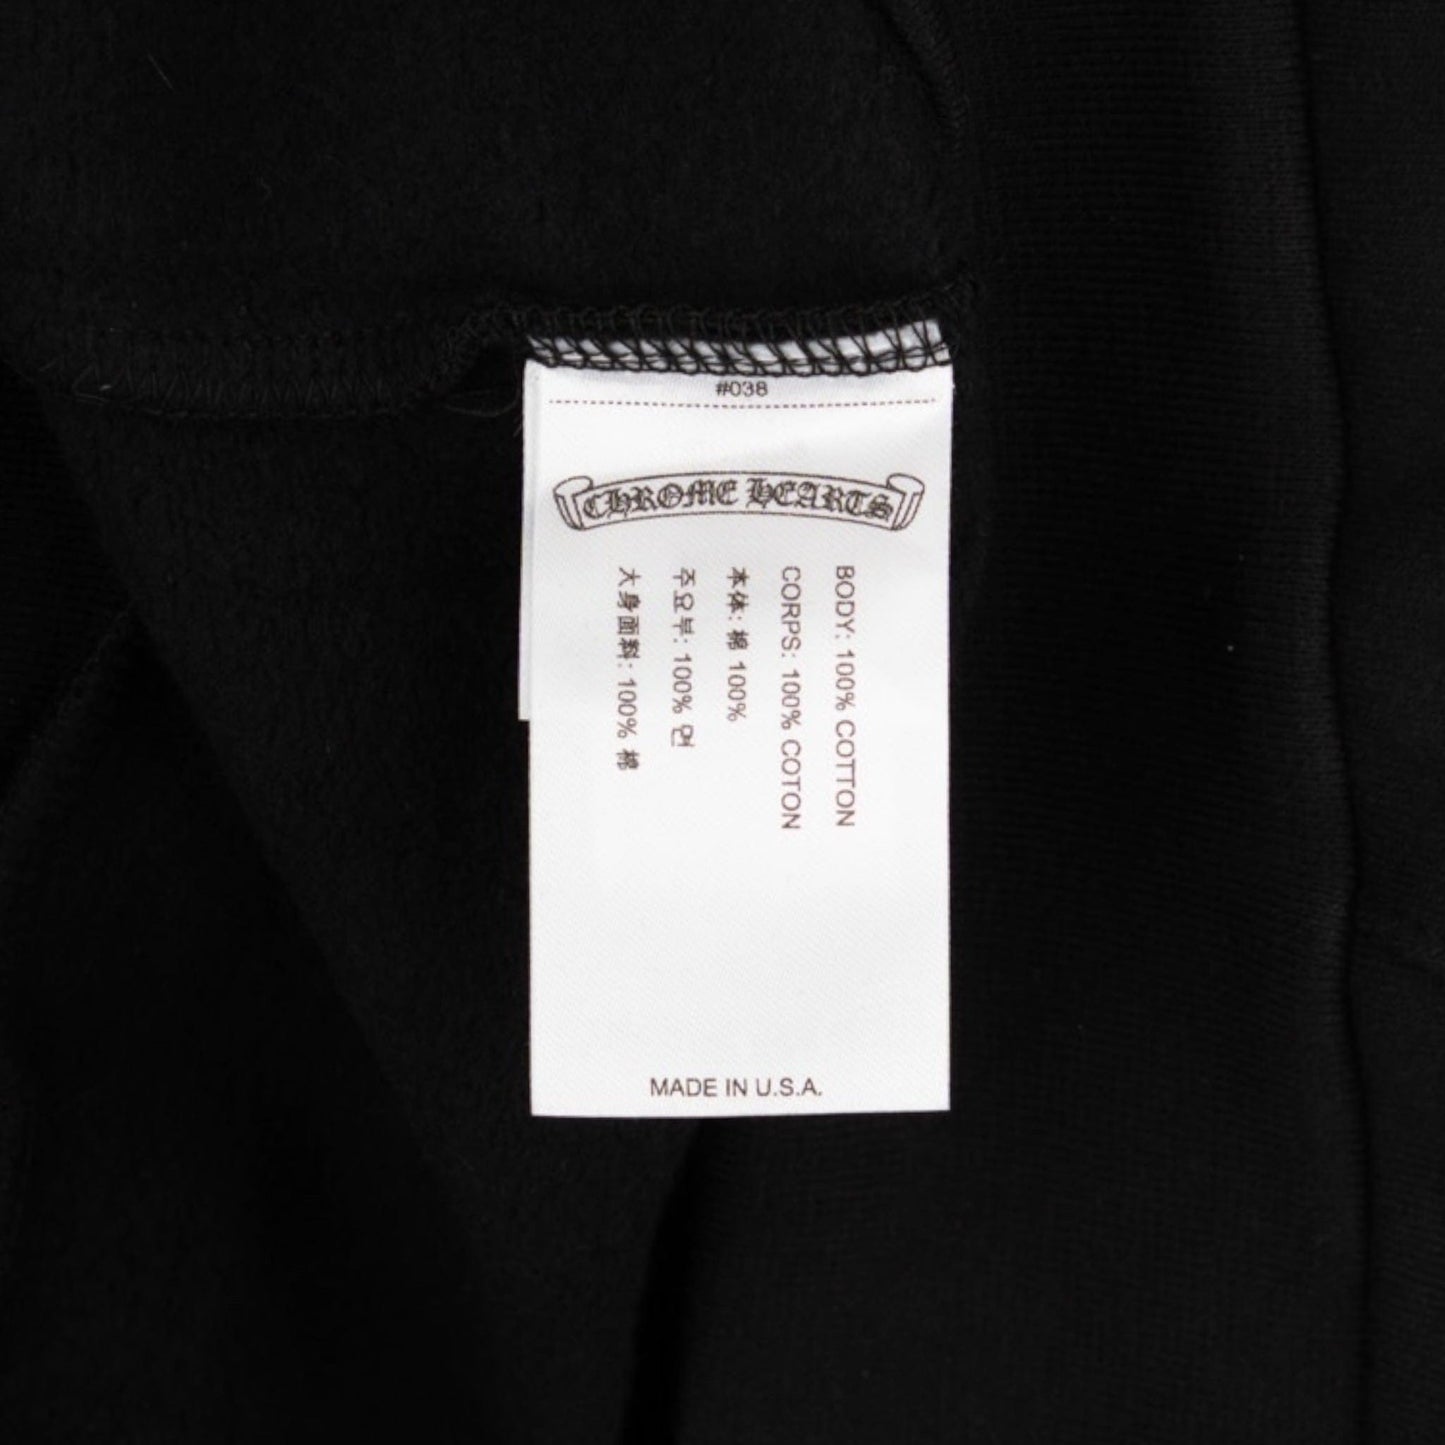 #038
CHROME HEARTS
BODY: 100% COTTON
CORPS: 100% COTON
本体: 棉 100%
주요부: 100% 면
大身面料: 100% 棉
MADE IN U.S.A.